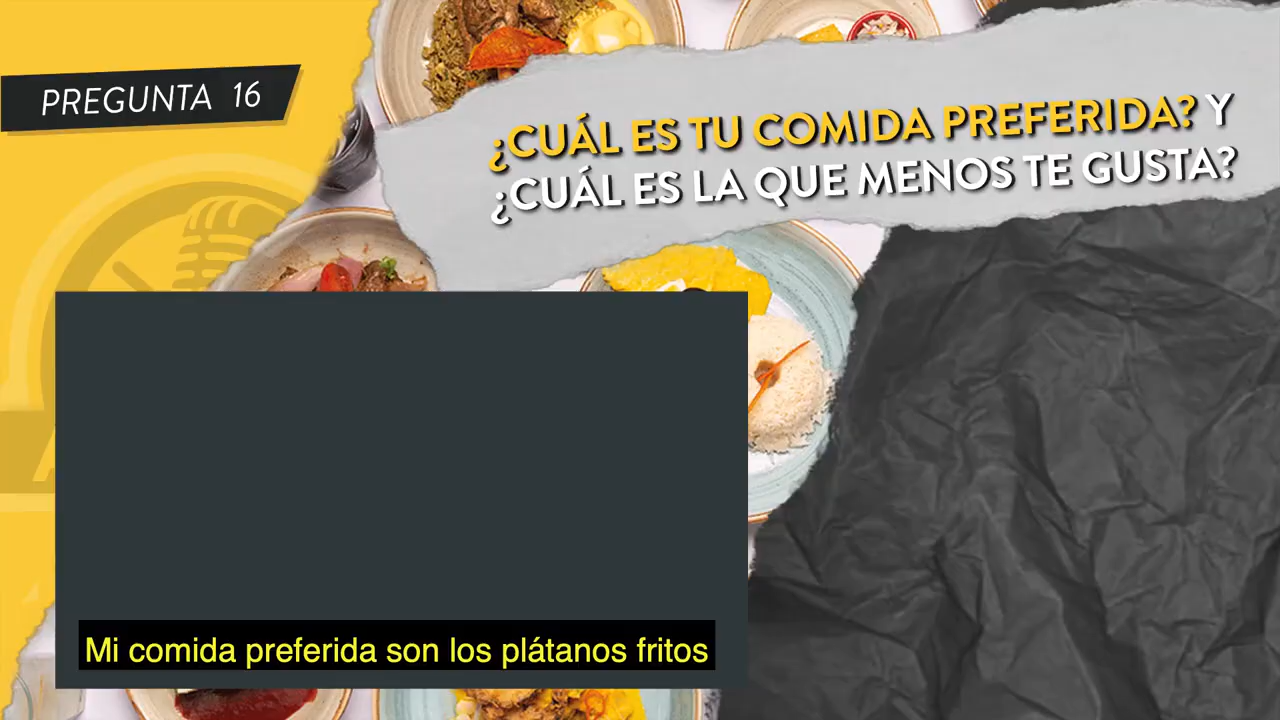 PREGUNTA 16
¿CUÁL ES TU COMIDA PREFERIDA? Y
¿CUÁL ES LA QUE MENOS TE GUSTA?
Mi comida preferida son los plátanos fritos